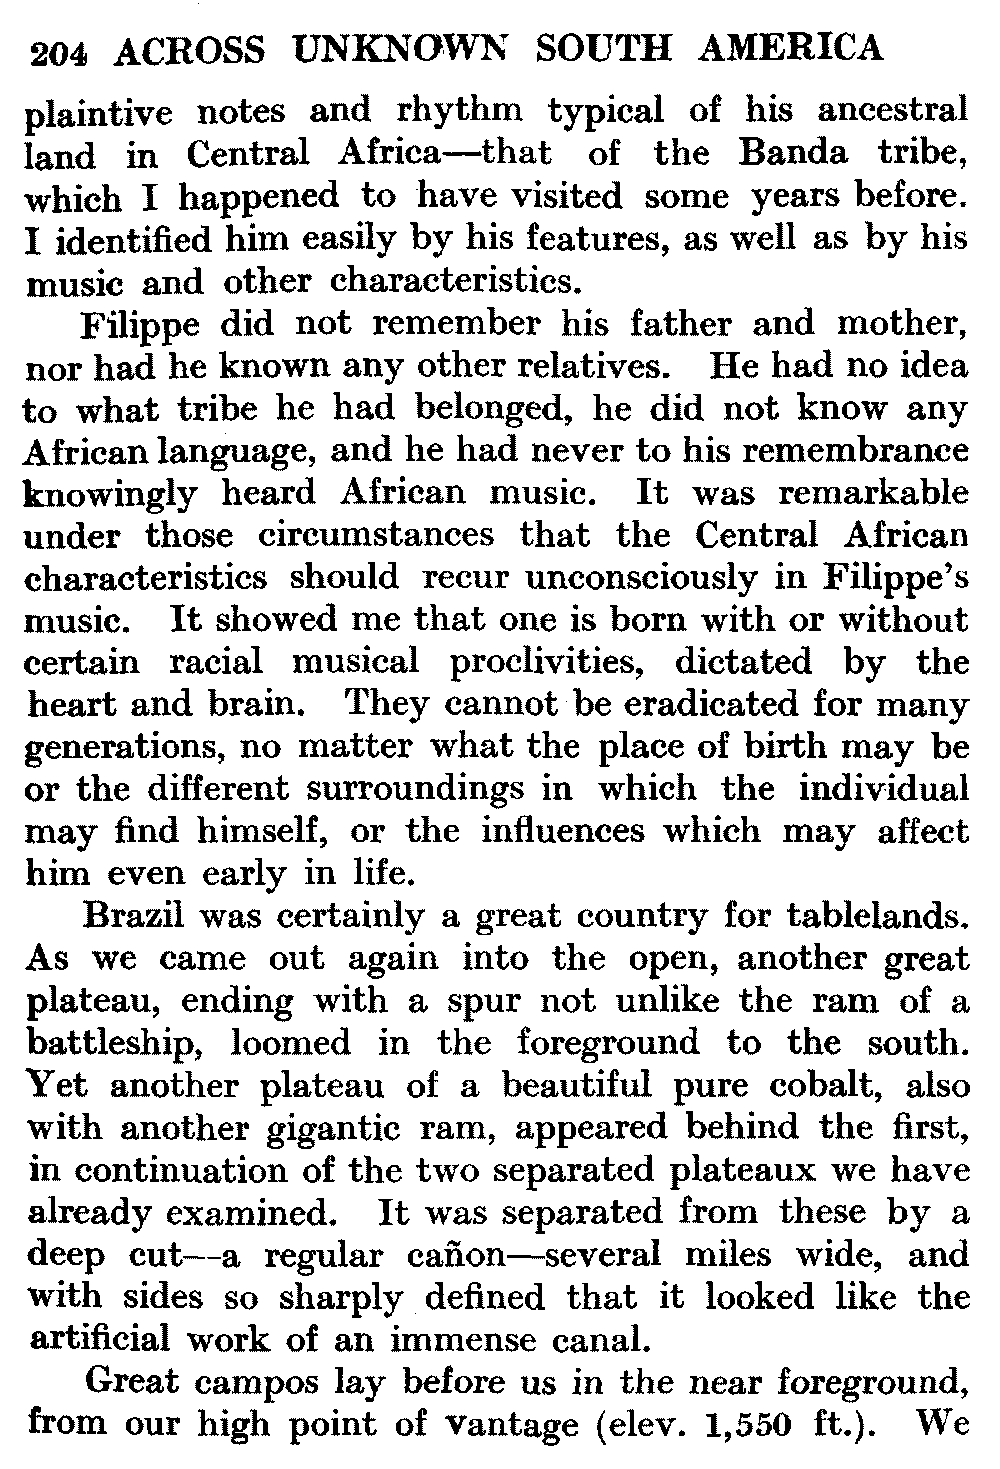 204 ACROSS UNKNOWN SOUTH AMERICA
plaintive notes and rhythm typical of his ancestral
land in Central Africa—that of the Banda tribe,
which I happened to have visited some years before.
I identified him easily by his features, as well as by his
music and other characteristics.
Filippe did not remember his father and mother,
nor had he known any other relatives. He had no idea
to what tribe he had belonged, he did not know any
African language, and he had never to his remembrance
knowingly heard African music. It was remarkable
under those circumstances that the Central African
characteristics should recur unconsciously in Filippe's
music. It showed me that one is born with or without
certain racial musical proclivities, dictated by the
heart and brain. They cannot be eradicated for many
generations, no matter what the place of birth may be
or the different surroundings in which the individual
may find himself, or the influences which may affect
him even early in life.
Brazil was certainly a great country for tablelands.
As we came out again into the open, another great
plateau, ending with a spur not unlike the ram of a
battleship, loomed in the foreground to the south.
Yet another plateau of a beautiful pure cobalt, also
with another gigantic ram, appeared behind the first,
in continuation of the two separated plateaux we have
already examined. It was separated from these by a
deep cut—a regular cañon—several miles wide, and
with sides so sharply defined that it looked like the
artificial work of an immense canal.
Great campos lay before us in the near foreground,
from our high point of vantage (elev. 1,550 ft.). We